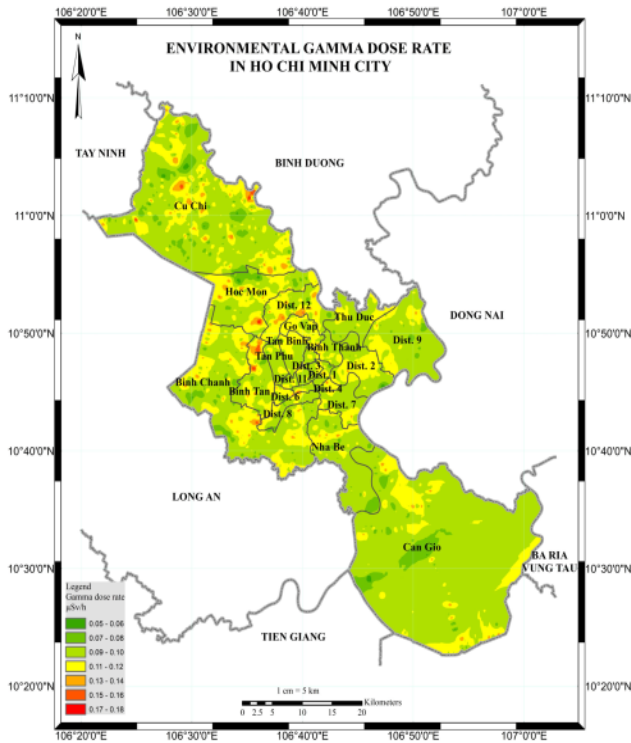 106°20'0"E 106°30'0"E 106°40'0"E 106°50'0"E 107°0'0"E
N
ENVIRONMENTAL GAMMA DOSE RATE
IN HO CHI MINH CITY
11°10'0"N 11°10'0"N
TAY NINH
BINH DUONG
Cu Chi
11°0'0"N 11°0'0"N
Hoc Mon
Dist. 12
Thu Duc
DONG NAI
Go Vap
10°50'0"N 10°50'0"N
Tan Binh
Binh Thanh
Dist. 9
Tan Phu
Dist. 3
Dist. 2
Dist. 1
Dist. 11
Binh Chanh
Binh Tan
Dist. 4
Dist. 6
Dist. 7
Dist. 8
Nha Be
10°40'0"N 10°40'0"N
LONG AN
Can Gio
BA RIA
VUNG TAU
10°30'0"N 10°30'0"N
TIEN GIANG
Legend
Gamma dose rate
µSv/h
0.05 - 0.06
0.07 - 0.08
0.09 - 0.10
0.11 - 0.12
0.13 - 0.14
0.15 - 0.16
0.17 - 0.18
1 cm = 5 km
Kilometers
0 2.5 5 10 15 20
10°20'0"N 10°20'0"N
106°20'0"E 106°30'0"E 106°40'0"E 106°50'0"E 107°0'0"E